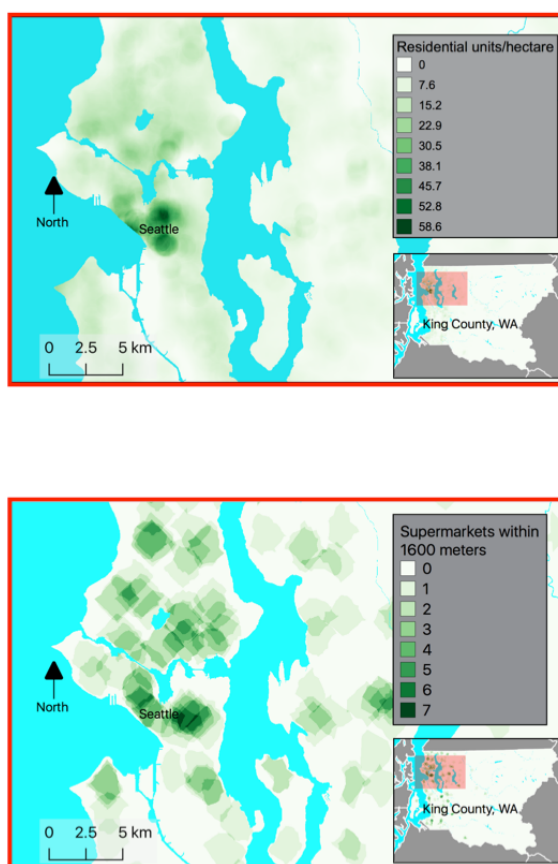 Residential units/hectare
0
7.6
15.2
22.9
30.5
38.1
45.7
52.8
58.6
North
Seattle
King County, WA
0 2.5 5 km
Supermarkets within
1600 meters
0
1
2
3
4
5
6
7
North
Seattle
King County, WA
0 2.5 5 km